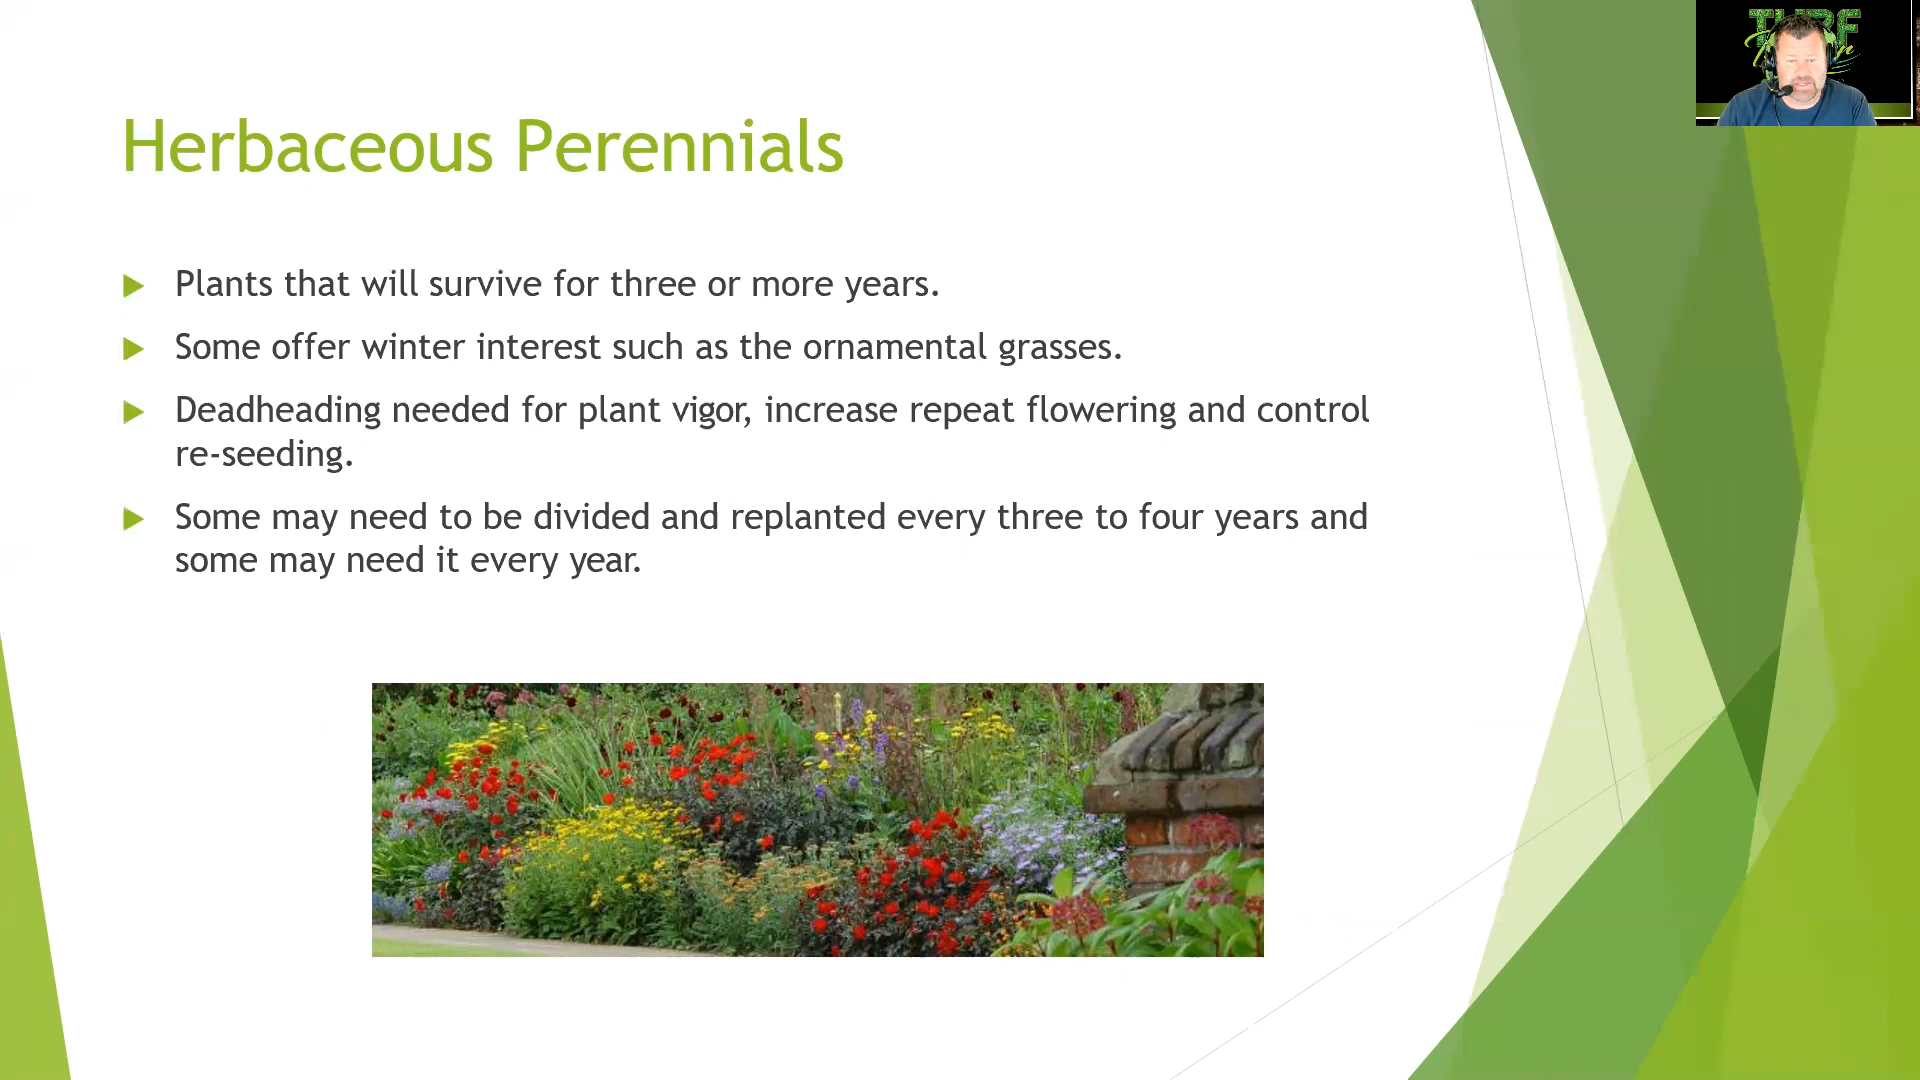 TURF
Herbaceous Perennials
Plants that will survive for three or more years.
Some offer winter interest such as the ornamental grasses.
Deadheading needed for plant vigor, increase repeat flowering and control
re-seeding.
Some may need to be divided and replanted every three to four years and
some may need it every year.